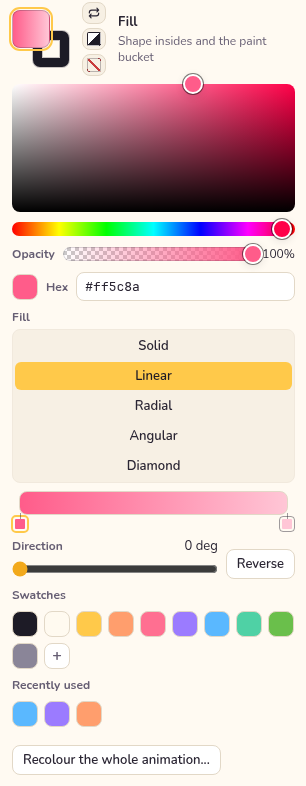 Fill
Shape insides and the paint
bucket
Opacity 100%
Hex #ff5c8a
Fill
Solid
Linear
Radial
Angular
Diamond
Direction 0 deg
Reverse
Swatches
+
Recently used
Recolour the whole animation...